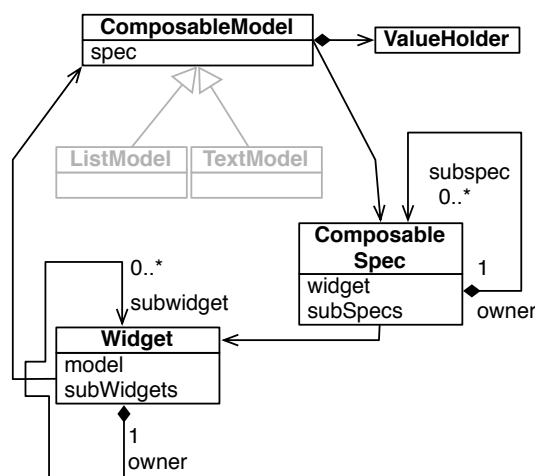 ComposableModel
spec
ValueHolder
ListModel
TextModel
subspec
0..*
Composable
Spec
widget
subSpecs
1
owner
0..*
subwidget
Widget
model
subWidgets
1
owner